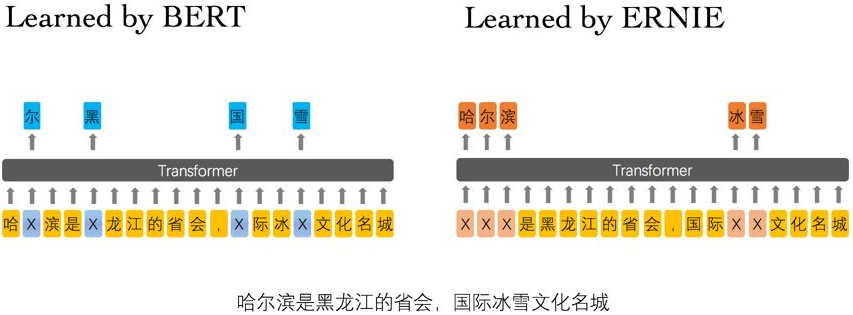 Learned by BERT
Learned by ERNIE
尔 黑 国 雪
哈 尔 滨 冰 雪
Transformer
Transformer
哈 X 滨 是 X 龙 江 的 省 会 , X 际 冰 X 文 化 名 城
X X X 是 黑 龙 江 的 省 会 , 国 际 X X 文 化 名 城
哈尔滨是黑龙江的省会，国际冰雪文化名城